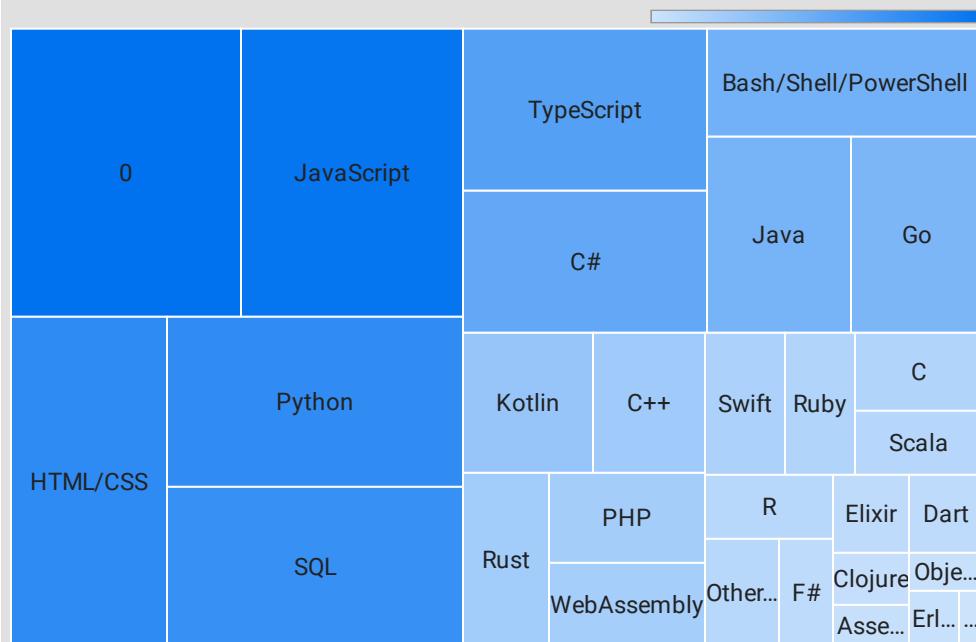 0
JavaScript
TypeScript
Bash/Shell/PowerShell
C#
Java
Go
HTML/CSS
Python
SQL
Kotlin
C++
Swift
Ruby
C
Scala
Rust
PHP
WebAssembly
R
Elixir
Dart
Other...
F#
Clojure
Obje...
Asse...
Erl...
...